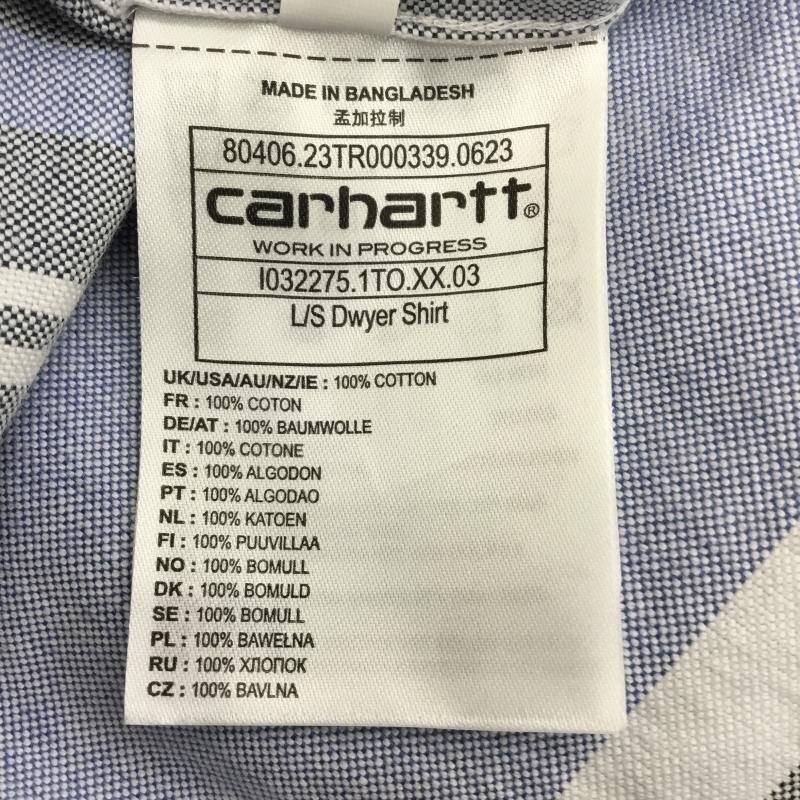 MADE IN BANGLADESH
孟加拉制
80406.23TR000339.0623
carhartt®
WORK IN PROGRESS
I032275.1TO.XX.03
L/S Dwyer Shirt
UK/USA/AU/NZ/IE : 100% COTTON
FR : 100% COTON
DE/AT : 100% BAUMWOLLE
IT : 100% COTONE
ES : 100% ALGODON
PT : 100% ALGODAO
NL : 100% KATOEN
FI : 100% PUUVILLAA
NO : 100% BOMULL
DK : 100% BOMULD
SE : 100% BOMULL
PL : 100% BAWEŁNA
RU : 100% ХЛОПОК
CZ : 100% BAVLNA